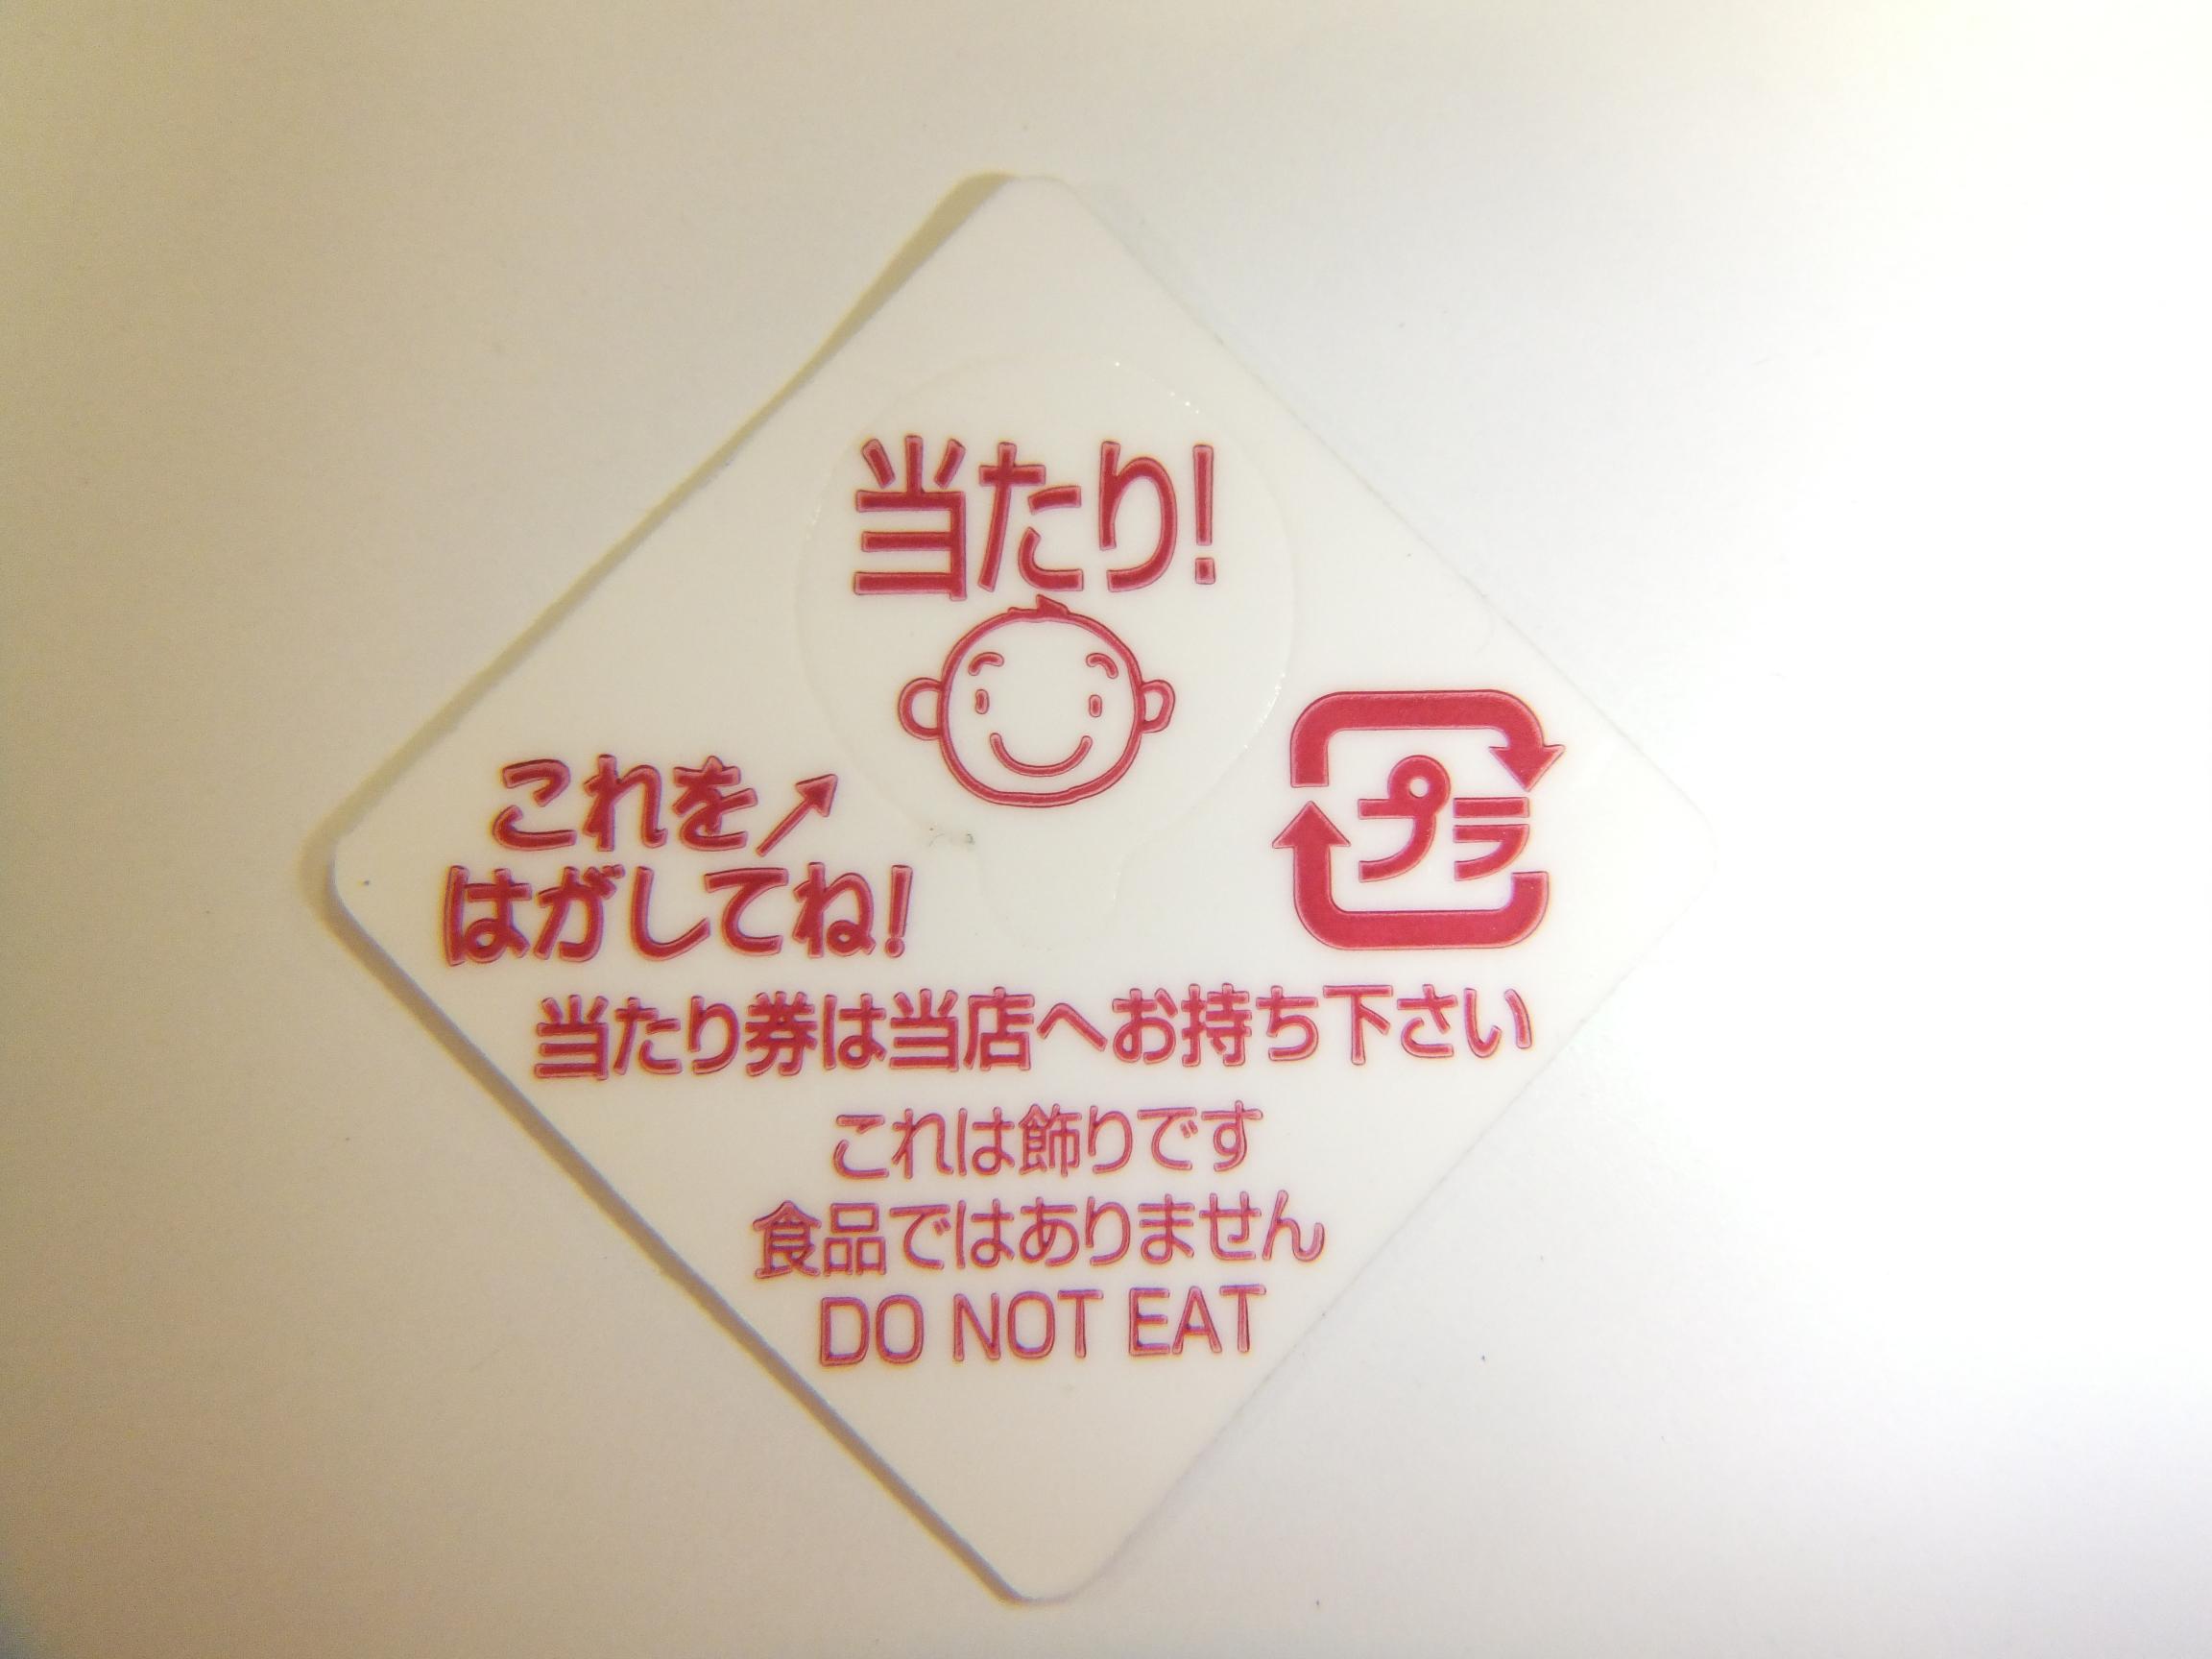 当たり!
これを↗
はがしてね!
プラ
当たり券は当店へお持ち下さい
これは飾りです
食品ではありません
DO NOT EAT